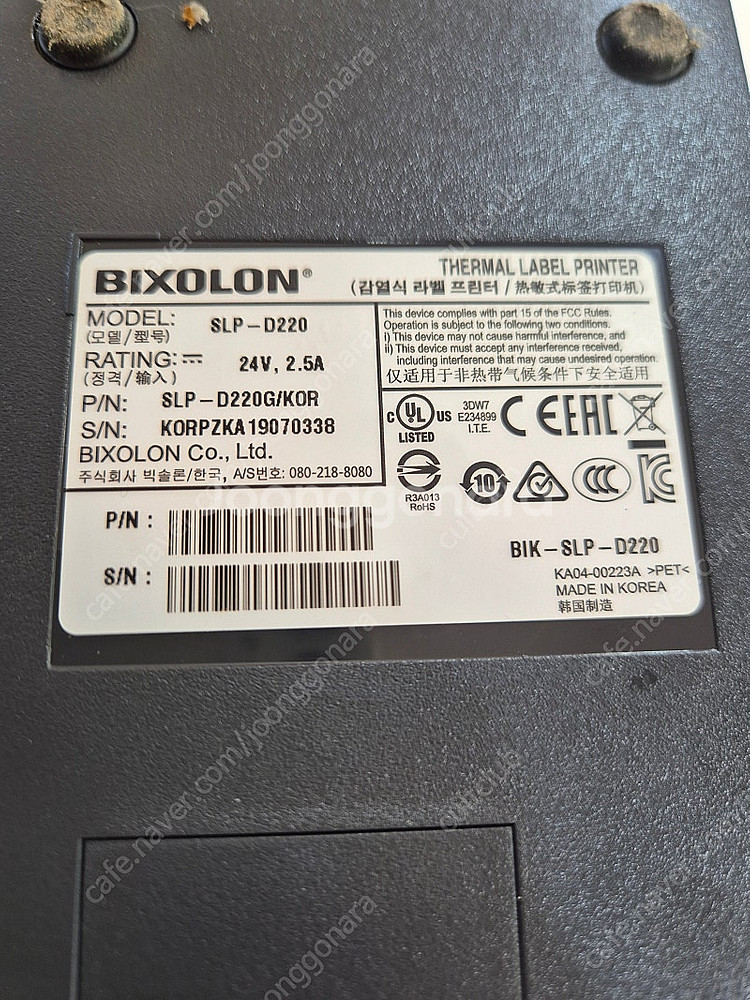 BIXOLON®
THERMAL LABEL PRINTER
(감열식 라벨 프린터 / 热敏式标签打印机)
MODEL: SLP-D220
(모델/型号)
RATING: 24V, 2.5A
(정격/输入)
P/N: SLP-D220G/KOR
S/N: KORPZKA19070338
BIXOLON Co., Ltd.
주식회사 빅솔론/한국, A/S번호: 080-218-8080
This device complies with part 15 of the FCC Rules.
Operation is subject to the following two conditions.
i) This device may not cause harmful interference, and
ii) This device must accept any interference received,
including interference that may cause undesired operation.
仅适用于非热带气候条件下安全适用
C UL US
LISTED
3DW7
E234899
I.T.E.
CE EAC
R3A013
RoHS
10
CCC
KC
P/N :
S/N :
BIK-SLP-D220
KA04-00223A >PET<
MADE IN KOREA
韩国制造
cafe.naver.com/joonggonara
joonggonara